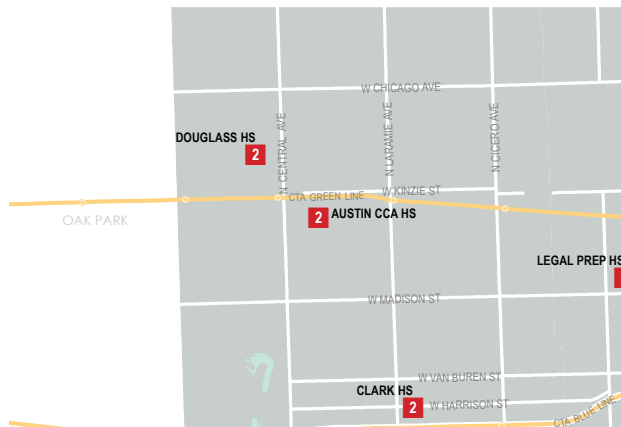 W CHICAGO AVE
N CENTRAL AVE
N LARAMIE AVE
N CICERO AVE
DOUGLASS HS
2
W KINZIE ST
CTA GREEN LINE
OAK PARK
2 AUSTIN CCA HS
LEGAL PREP HS
W MADISON ST
W VAN BUREN ST
CLARK HS
2
W HARRISON ST
CTA BLUE LINE